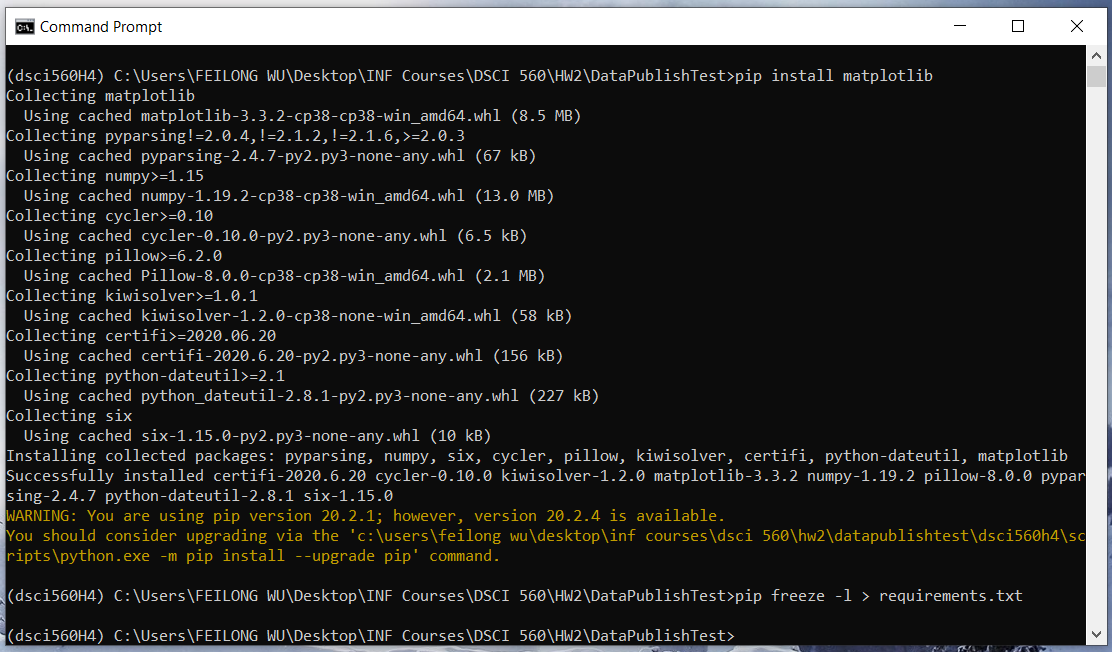 Command Prompt
(dsci560H4) C:\Users\FEILONG WU\Desktop\INF Courses\DSCI 560\HW2\DataPublishTest>pip install matplotlib
Collecting matplotlib
  Using cached matplotlib-3.3.2-cp38-cp38-win_amd64.whl (8.5 MB)
Collecting pyparsing!=2.0.4,!=2.1.2,!=2.1.6,>=2.0.3
  Using cached pyparsing-2.4.7-py2.py3-none-any.whl (67 kB)
Collecting numpy>=1.15
  Using cached numpy-1.19.2-cp38-cp38-win_amd64.whl (13.0 MB)
Collecting cycler>=0.10
  Using cached cycler-0.10.0-py2.py3-none-any.whl (6.5 kB)
Collecting pillow>=6.2.0
  Using cached Pillow-8.0.0-cp38-cp38-win_amd64.whl (2.1 MB)
Collecting kiwisolver>=1.0.1
  Using cached kiwisolver-1.2.0-cp38-none-win_amd64.whl (58 kB)
Collecting certifi>=2020.06.20
  Using cached certifi-2020.6.20-py2.py3-none-any.whl (156 kB)
Collecting python-dateutil>=2.1
  Using cached python_dateutil-2.8.1-py2.py3-none-any.whl (227 kB)
Collecting six
  Using cached six-1.15.0-py2.py3-none-any.whl (10 kB)
Installing collected packages: pyparsing, numpy, six, cycler, pillow, kiwisolver, certifi, python-dateutil, matplotlib
Successfully installed certifi-2020.6.20 cycler-0.10.0 kiwisolver-1.2.0 matplotlib-3.3.2 numpy-1.19.2 pillow-8.0.0 pypar
sing-2.4.7 python-dateutil-2.8.1 six-1.15.0
WARNING: You are using pip version 20.2.1; however, version 20.2.4 is available.
You should consider upgrading via the 'c:\users\feilong wu\desktop\inf courses\dsci 560\hw2\datapublishtest\dsci560h4\sc
ripts\python.exe -m pip install --upgrade pip' command.
(dsci560H4) C:\Users\FEILONG WU\Desktop\INF Courses\DSCI 560\HW2\DataPublishTest>pip freeze -l > requirements.txt
(dsci560H4) C:\Users\FEILONG WU\Desktop\INF Courses\DSCI 560\HW2\DataPublishTest>